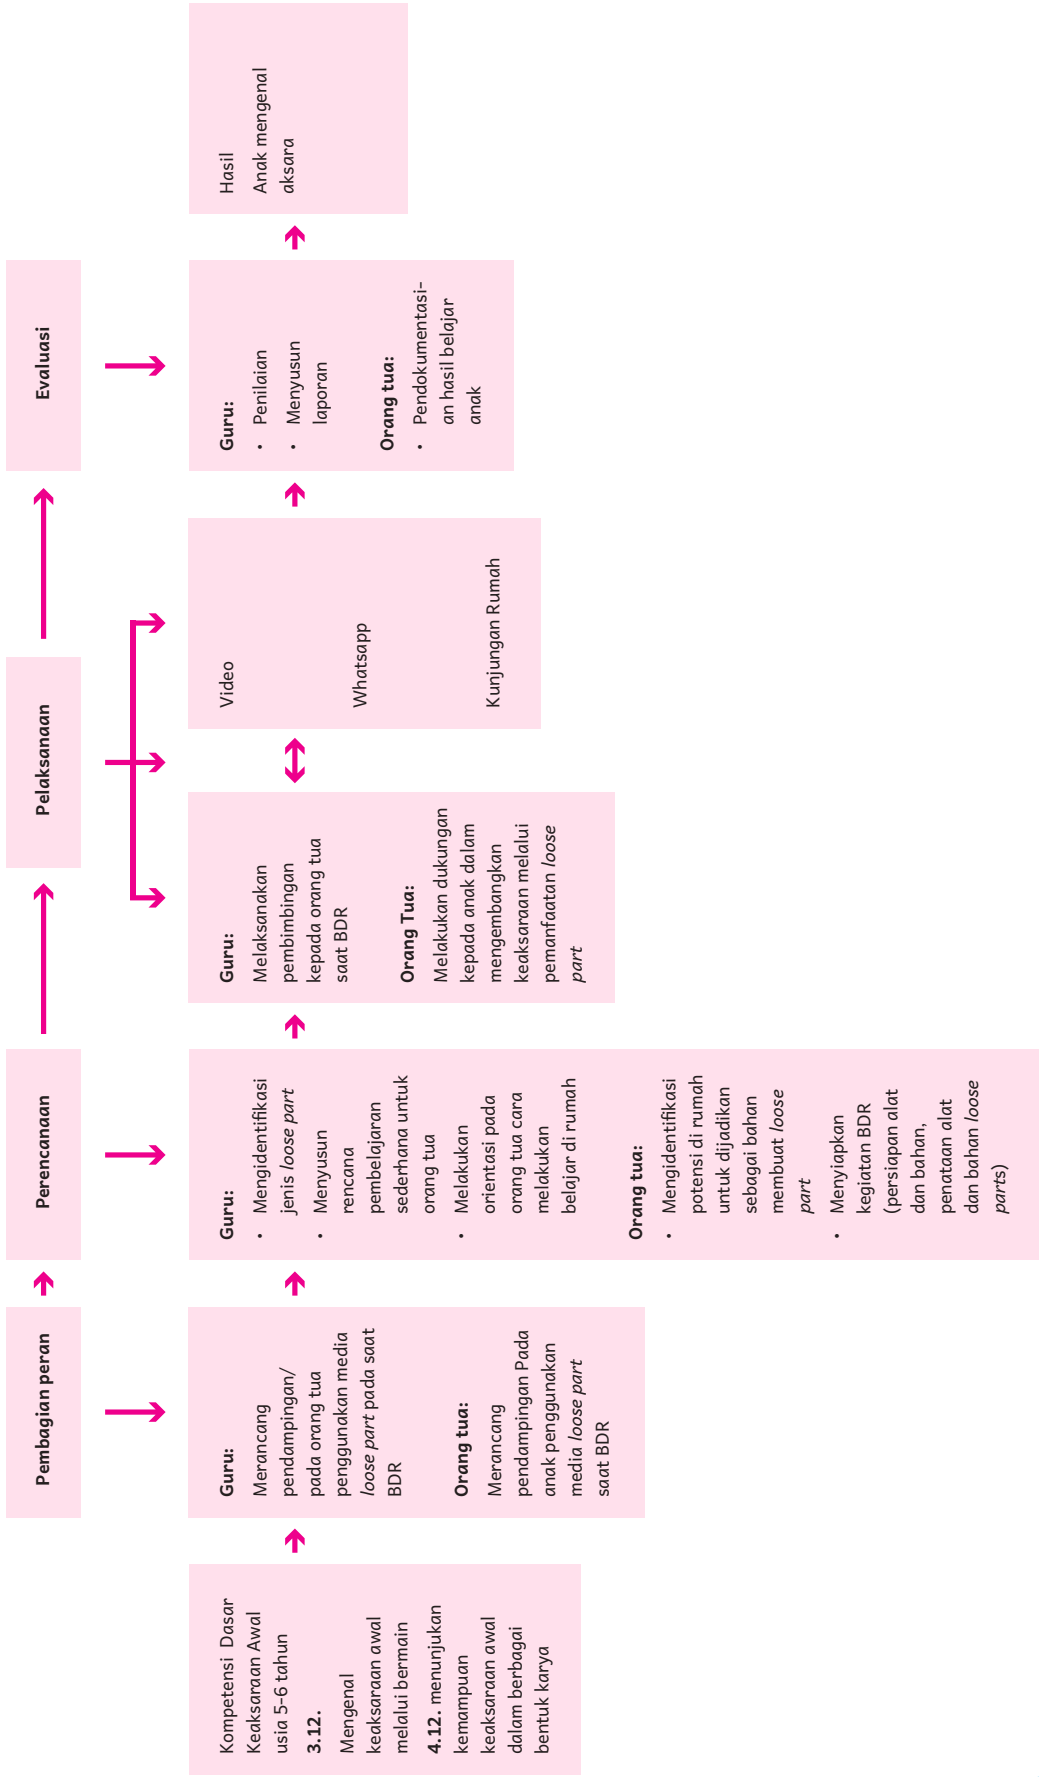 Pembagian peran
Perencanaan
Pelaksanaan
Evaluasi
Kompetensi Dasar
Keaksaraan Awal
usia 5-6 tahun
3.12.
Mengenal
keaksaraan awal
melalui bermain
4.12. menunjukan
kemampuan
keaksaraan awal
dalam berbagai
bentuk karya
Guru:
Merancang
pendampingan/
pada orang tua
penggunakan media
loose part pada saat
BDR
Orang tua:
Merancang
pendampingan Pada
anak penggunakan
media loose part
saat BDR
Guru:
• Mengidentifikasi
jenis loose part
• Menyusun
rencana
pembelajaran
sederhana untuk
orang tua
• Melakukan
orientasi pada
orang tua cara
melakukan
belajar di rumah
Orang tua:
• Mengidentifikasi
potensi di rumah
untuk dijadikan
sebagai bahan
membuat loose
part
• Menyiapkan
kegiatan BDR
(persiapan alat
dan bahan,
penataan alat
dan bahan loose
parts)
Guru:
Melaksanakan
pembimbingan
kepada orang tua
saat BDR
Orang Tua:
Melakukan dukungan
kepada anak dalam
mengembangkan
keaksaraan melalui
pemanfaatan loose
part
Video
Whatsapp
Kunjungan Rumah
Guru:
• Penilaian
• Menyusun
laporan
Orang tua:
• Pendokumentasi-
an hasil belajar
anak
Hasil
Anak mengenal
aksara